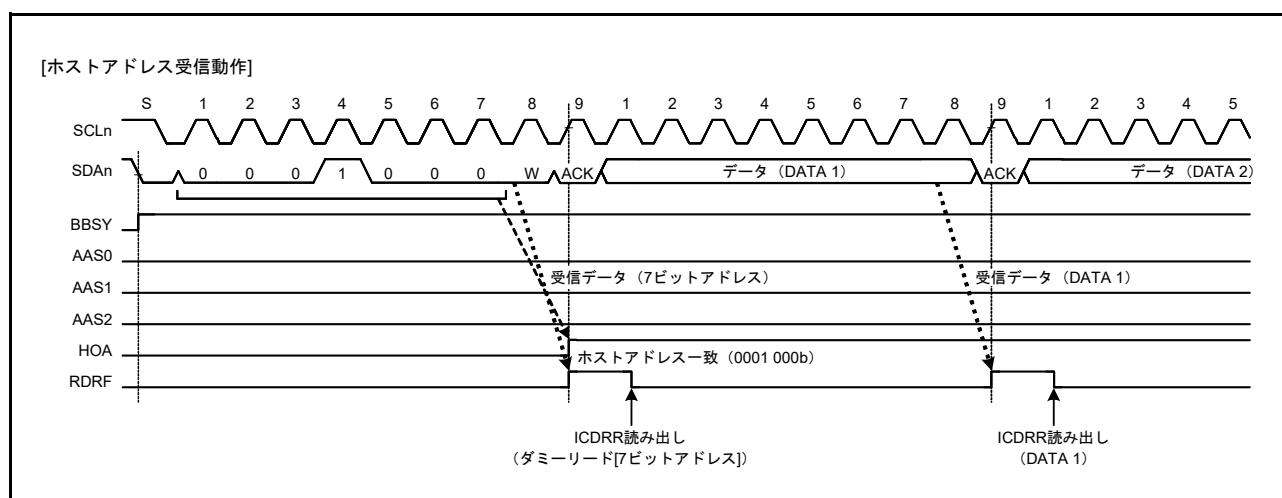 [ホストアドレス受信動作]
S 1 2 3 4 5 6 7 8 9 1 2 3 4 5 6 7 8 9 1 2 3 4 5
SCLn
SDAn 0 0 0 1 0 0 0 W ACK データ（DATA 1） ACK データ（DATA 2）
BBSY
AAS0
受信データ（7ビットアドレス） 受信データ（DATA 1）
AAS1
AAS2
HOA
ホストアドレス一致（0001 000b）
RDRF
ICDRR読み出し
（ダミーリード[7ビットアドレス]）
ICDRR読み出し
(DATA 1)